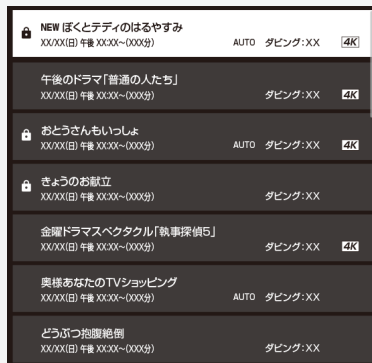 NEW ぼくとテディのはるやすみ
XX/XX(日) 午後 XX:XX~(XXX分) AUTO ダビング:XX 4K
午後のドラマ「普通の人たち」
XX/XX(日) 午後 XX:XX~(XXX分) ダビング:XX 4K
おとうさんもいっしょ
XX/XX(日) 午後 XX:XX~(XXX分) AUTO ダビング:XX 4K
きょうのお献立
XX/XX(日) 午後 XX:XX~(XXX分) ダビング:XX
金曜ドラマスペクタクル「執事探偵5」
XX/XX(日) 午後 XX:XX~(XXX分) ダビング:XX 4K
奥様あなたのTVショッピング
XX/XX(日) 午後 XX:XX~(XXX分) AUTO ダビング:XX
どうぶつ抱腹絶倒
XX/XX(日) 午後 XX:XX~(XXX分) ダビング:XX